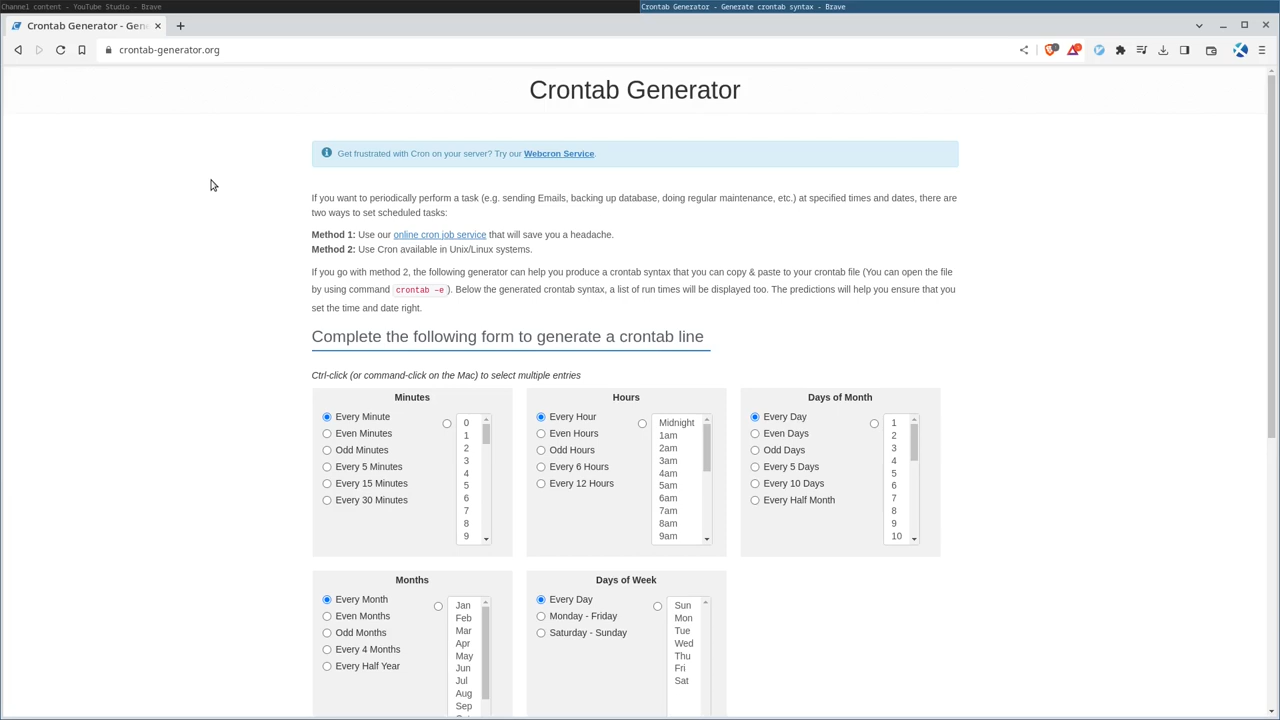 Channel content - YouTube Studio - Brave
Crontab Generator - Generate crontab syntax - Brave
Crontab Generator - Gene
crontab-generator.org
Crontab Generator
Get frustrated with Cron on your server? Try our Webcron Service.
If you want to periodically perform a task (e.g. sending Emails, backing up database, doing regular maintenance, etc.) at specified times and dates, there are
two ways to set scheduled tasks:
Method 1: Use our online cron job service that will save you a headache.
Method 2: Use Cron available in Unix/Linux systems.
If you go with method 2, the following generator can help you produce a crontab syntax that you can copy & paste to your crontab file (You can open the file
by using command crontab -e). Below the generated crontab syntax, a list of run times will be displayed too. The predictions will help you ensure that you
set the time and date right.
Complete the following form to generate a crontab line
Ctrl-click (or command-click on the Mac) to select multiple entries
Minutes
Every Minute
Even Minutes
Odd Minutes
Every 5 Minutes
Every 15 Minutes
Every 30 Minutes
0
1
2
3
4
5
6
7
8
9
Hours
Every Hour
Even Hours
Odd Hours
Every 6 Hours
Every 12 Hours
Midnight
1am
2am
3am
4am
5am
6am
7am
8am
9am
Days of Month
Every Day
Even Days
Odd Days
Every 5 Days
Every 10 Days
Every Half Month
1
2
3
4
5
6
7
8
9
10
Months
Every Month
Even Months
Odd Months
Every 4 Months
Every Half Year
Jan
Feb
Mar
Apr
May
Jun
Jul
Aug
Sep
Days of Week
Every Day
Monday - Friday
Saturday - Sunday
Sun
Mon
Tue
Wed
Thu
Fri
Sat